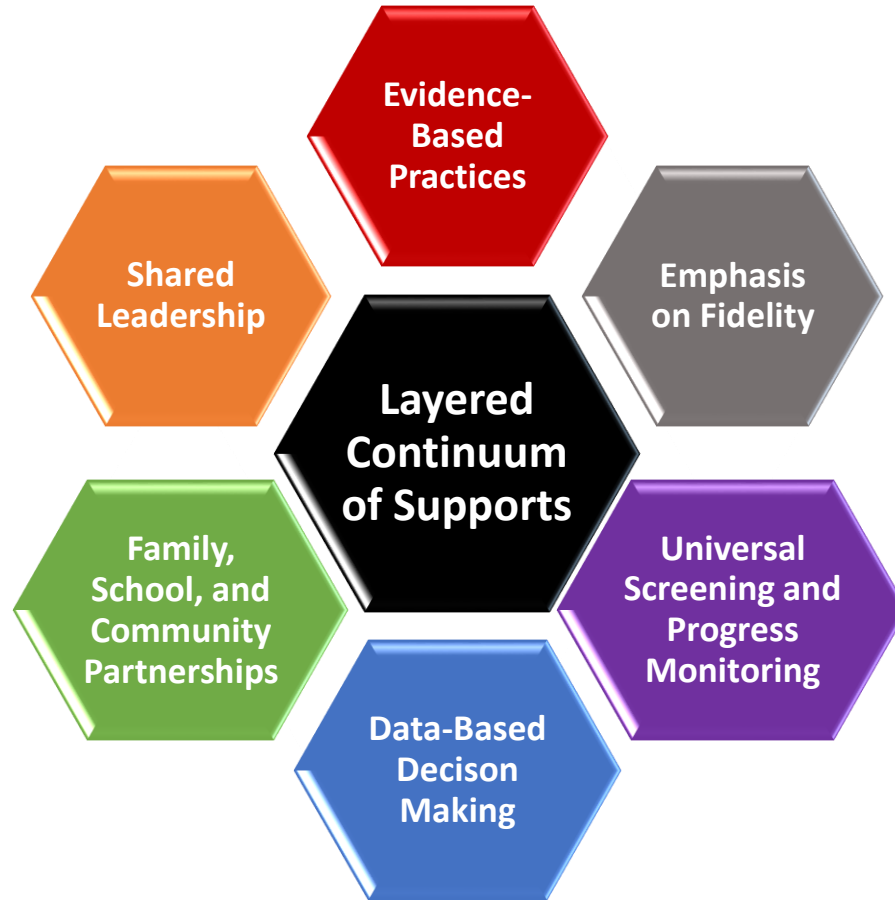 Evidence-
Based
Practices
Shared
Leadership
Emphasis
on Fidelity
Layered
Continuum
of Supports
Family,
School, and
Community
Partnerships
Universal
Screening and
Progress
Monitoring
Data-Based
Decison
Making